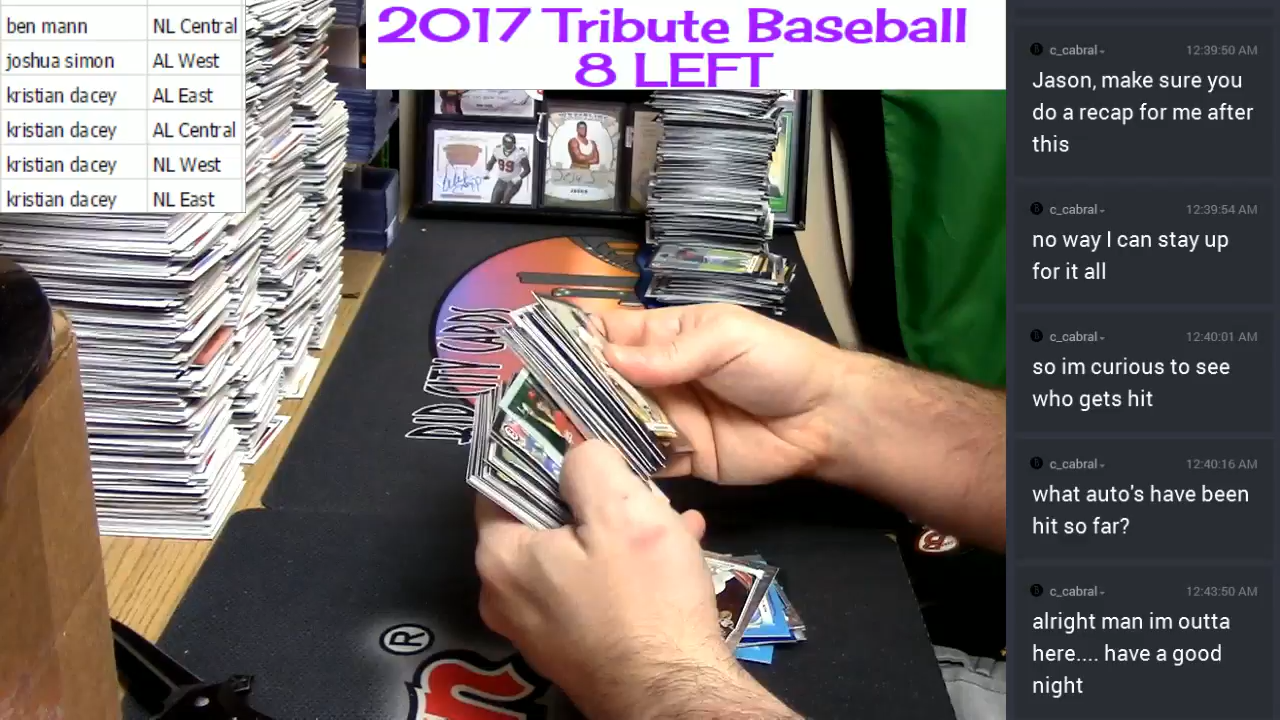 ben mann NL Central
joshua simon AL West
kristian dacey AL East
kristian dacey AL Central
kristian dacey NL West
kristian dacey NL East
2017 Tribute Baseball
8 LEFT
99
RIP CITY CARDS
®
c_cabral 12:39:50 AM
Jason, make sure you
do a recap for me after
this
c_cabral 12:39:54 AM
no way I can stay up
for it all
c_cabral 12:40:01 AM
so im curious to see
who gets hit
c_cabral 12:40:16 AM
what auto's have been
hit so far?
c_cabral 12:43:50 AM
alright man im outta
here.... have a good
night